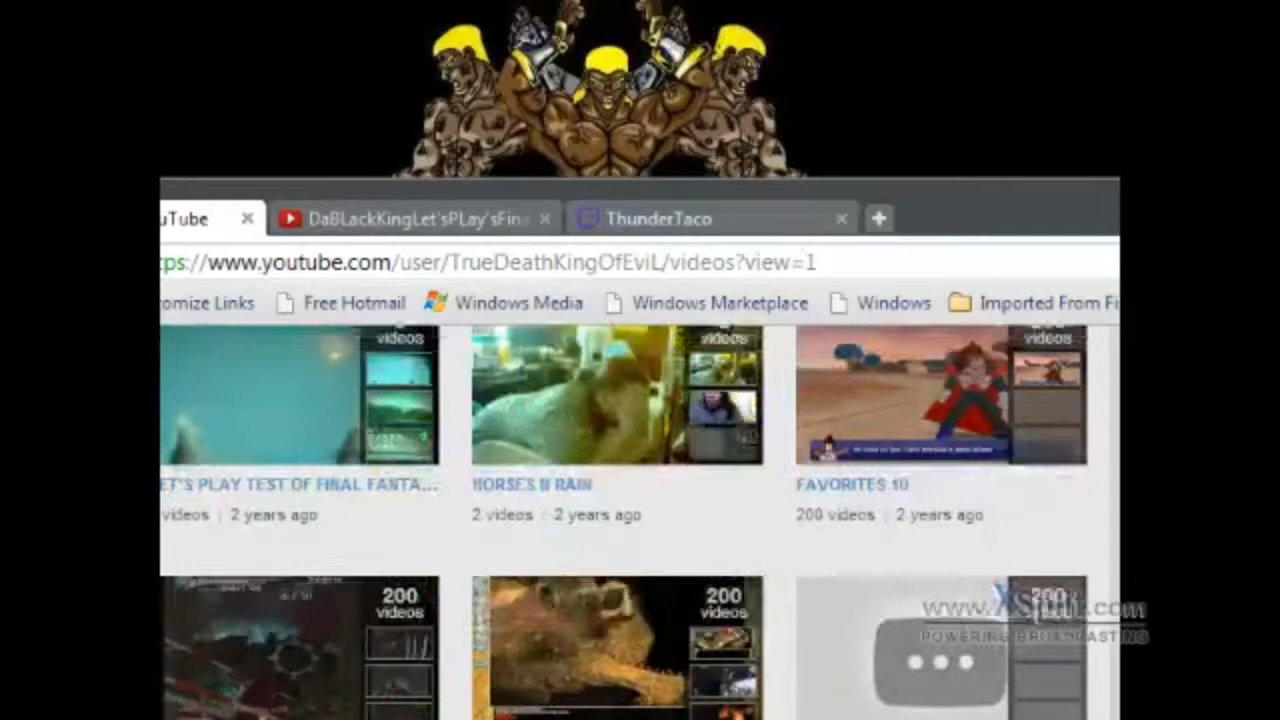 uTube
DaBLackKingLet'sPLay'sFina
ThunderTaco
tps://www.youtube.com/user/TrueDeathKingOfEviL/videos?view=1
omize Links
Free Hotmail
Windows Media
Windows Marketplace
Windows
Imported From Fi
videos
videos
200
videos
ET'S PLAY TEST OF FINAL FANTA...
HORSES N RAIN
FAVORITES 10
videos | 2 years ago
2 videos | 2 years ago
200 videos | 2 years ago
200
videos
200
videos
200
www.Xsplit.com
POWERING BROADCASTING